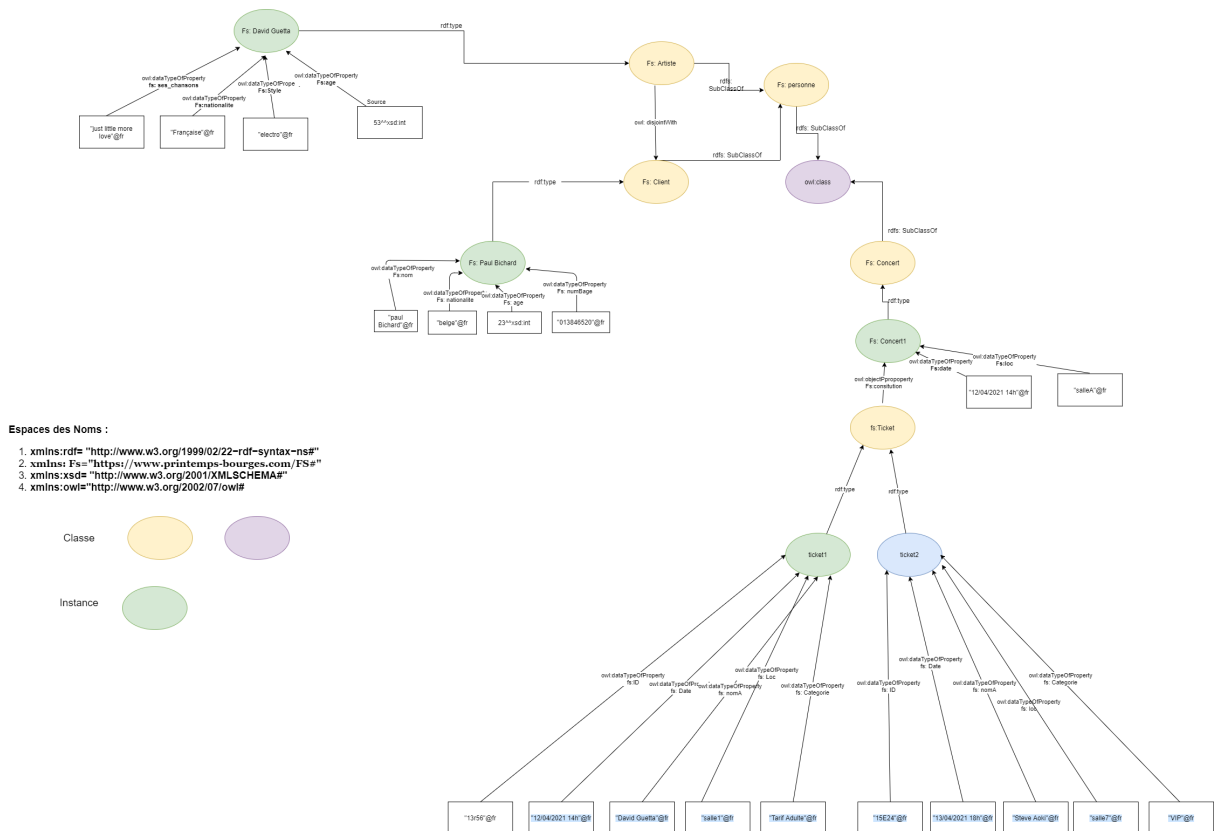 Fs: David Guetta
rdf:type
owl:dataTypeOfProperty
fs: ses_chansons
owl:dataTypeOfProperty
Fs:nationalite
owl:dataTypeOfPrope
Fs:Style
owl:dataTypeOfProperty
Fs:age
Source
"just little more
love"@fr
"Française"@fr
"electro"@fr
53^^xsd:int
Fs: Artiste
rdfs:
SubClassOf
Fs: personne
owl: disjointWith
rdfs: SubClassOf
rdfs: SubClassOf
Fs: Client
owl:class
rdf:type
rdfs: SubClassOf
Fs: Paul Bichard
owl:dataTypeOfProperty
Fs:nom
owl:dataTypeOfPropert
Fs: nationalite
owl:dataTypeOfProperty
Fs: age
owl:dataTypeOfProperty
Fs: numBage
"paul
Bichard"@fr
"belge"@fr
23^^xsd:int
"013846520"@fr
Fs: Concert
rdf:type
Fs: Concert1
owl:dataTypeOfProperty
Fs:date
owl:dataTypeOfProperty
Fs:loc
owl:objectPpropoperty
Fs:consitution
"12/04/2021 14h"@fr
"salleA"@fr
fs:Ticket
Espaces des Noms :
1. xmlns:rdf= "http://www.w3.org/1999/02/22-rdf-syntax-ns#"
2. xmlns: Fs="https://www.printemps-bourges.com/FS#"
3. xmlns:xsd= "http://www.w3.org/2001/XMLSCHEMA#"
4. xmlns:owl="http://www.w3.org/2002/07/owl#
rdf:type
rdf:type
Classe
Instance
ticket1
ticket2
owl:dataTypeOfProperty
fs:ID
owl:dataTypeOfPrc
fs: Date
owl:dataTypeOfProperty
fs: nomA
owl:dataTypeOfProperty
fs: Loc
owl:dataTypeOfProperty
fs: Categorie
owl:dataTypeOfProperty
fs: ID
owl:dataTypeOfProperty
fs: Date
owl:dataTypeOfProperty
fs: nomA
owl:dataTypeOfProperty
fs: loc
owl:dataTypeOfProperty
fs: Categorie
"13r56"@fr
"12/04/2021 14h"@fr
"David Guetta"@fr
"salle1"@fr
"Tarif Adulte"@fr
"15E24"@fr
"13/04/2021 18h"@fr
"Steve Aoki"@fr
"salle7"@fr
"VIP"@fr